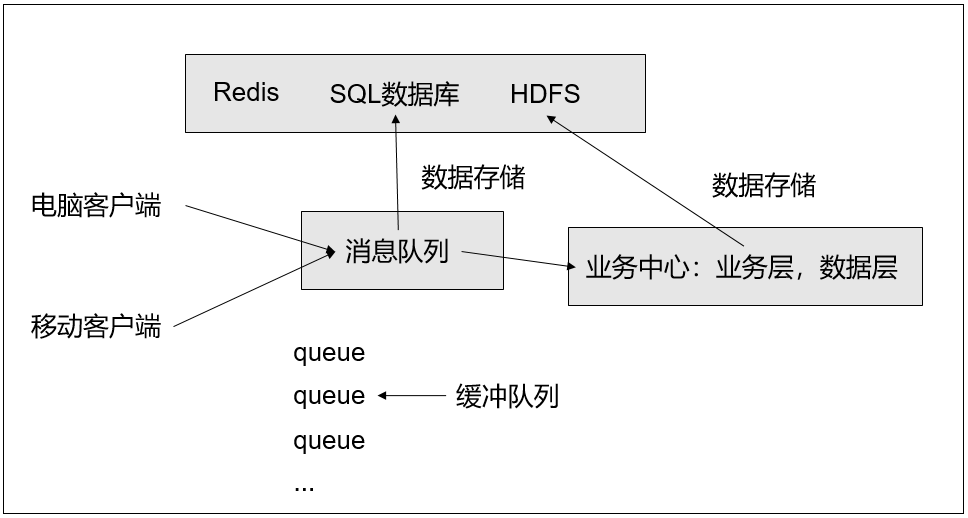 Redis SQL数据库 HDFS
数据存储
数据存储
电脑客户端
消息队列
业务中心：业务层，数据层
移动客户端
queue
queue
缓冲队列
queue
...